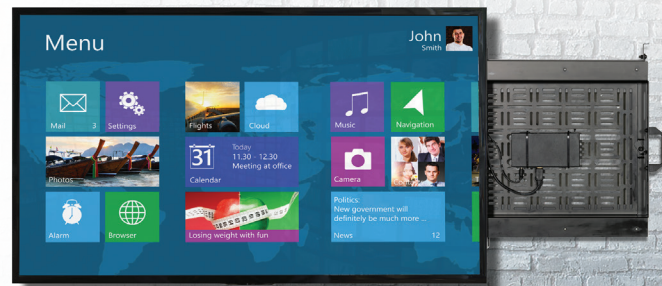 Menu
John
Smith
Mail 3
Settings
Flights
Cloud
Music
Navigation
Photos
31
Calendar
Today
11.30 - 12.30
Meeting at office
Camera
Alarm
Browser
Losing weight with fun
Politics:
New government will
definitely be much more ...
News 12